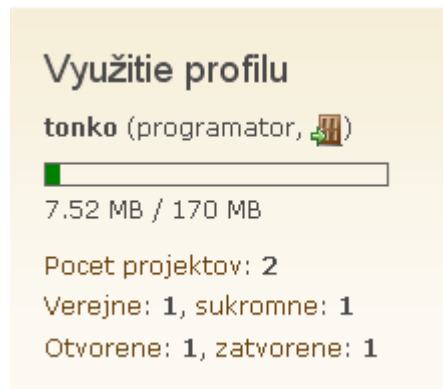 Využitie profilu
tonko (programator, )
7.52 MB / 170 MB
Pocet projektov: 2
Verejne: 1, sukromne: 1
Otvorene: 1, zatvorene: 1